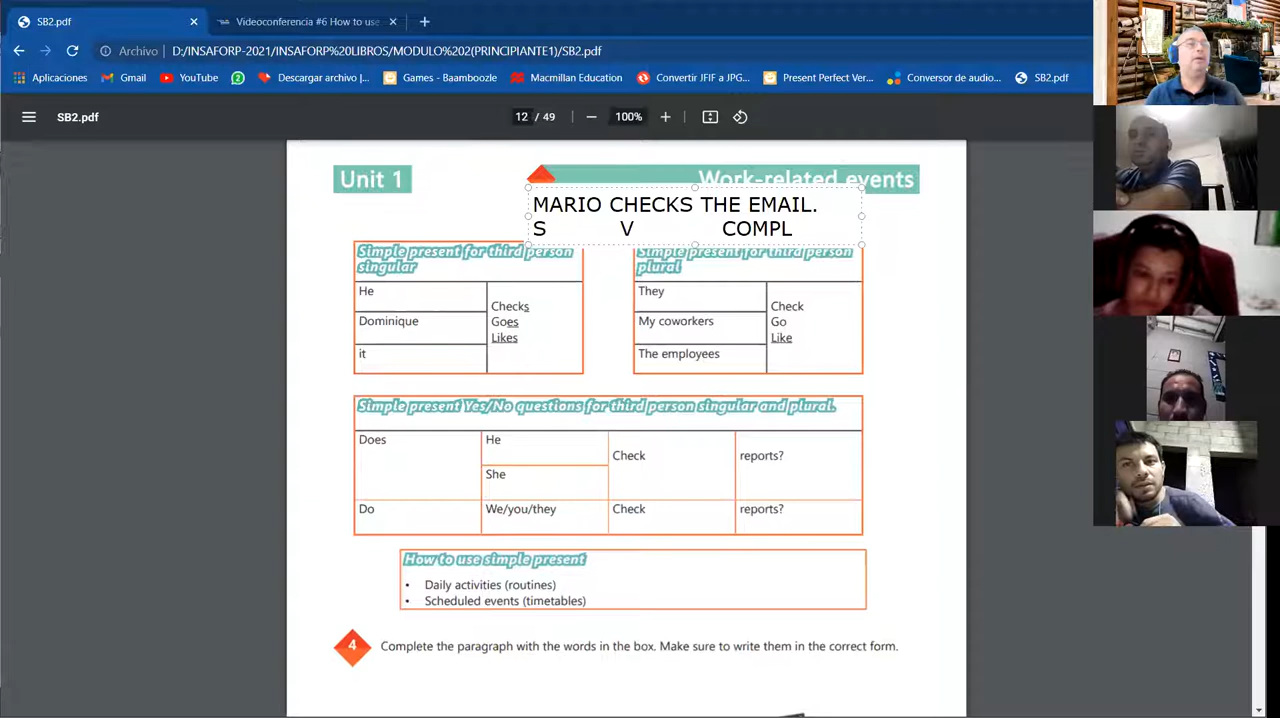 SB2.pdf
Videoconferencia #6 How to use
Archivo D:/INSAFORP-2021/INSAFORP%20LIBROS/MODULO%202(PRINCIPIANTE1)/SB2.pdf
Aplicaciones Gmail YouTube Descargar archivo |... Games - Baamboozle Macmillan Education Convertir JFIF a JPG... Present Perfect Ver... Conversor de audio... SB2.pdf
SB2.pdf 12 / 49 100%
Unit 1 Work-related events
MARIO CHECKS THE EMAIL.
S V COMPL
Simple present for third person
singular
He
Dominique
it
Checks
Goes
Likes
Simple present for third person
plural
They
My coworkers
The employees
Check
Go
Like
Simple present Yes/No questions for third person singular and plural.
Does He Check reports?
She
Do We/you/they Check reports?
How to use simple present
• Daily activities (routines)
• Scheduled events (timetables)
4 Complete the paragraph with the words in the box. Make sure to write them in the correct form.